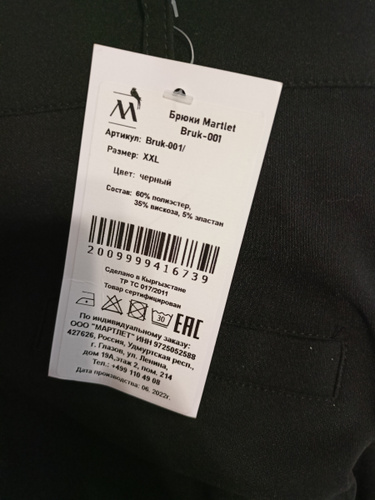 Брюки Martlet
Bruk-001
Артикул: Bruk-001/
Размер: XXL
Цвет: черный
Состав: 60% полиэстер,
35% вискоза, 5% эластан
2009999416739
Сделано в Кыргызстане
ТР ТС 017/2011
Товар сертифицирован
30
EAC
По индивидуальному заказу:
ООО "МАРТЛЕТ" ИНН 9725052588
427626, Россия, Удмуртская респ.,
г. Глазов, ул. Ленина,
дом 19А,этаж 2, пом. 214
Тел.: +499 110 49 08
Дата производства: 06. 2022г.